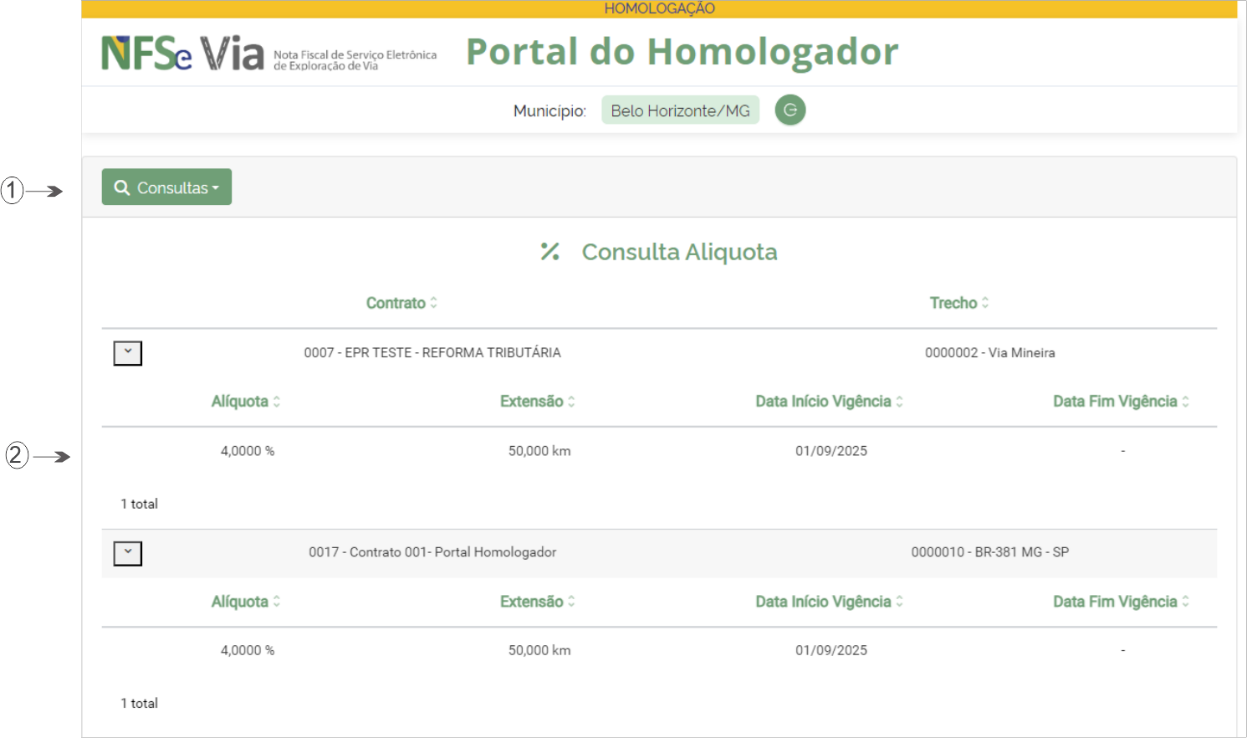 HOMOLOGAÇÃO
NFSe Via Nota Fiscal de Serviço Eletrônica de Exploração de Via Portal do Homologador
Município: Belo Horizonte/MG
1 Consultas
Consulta Aliquota
Contrato Trecho
0007 - EPR TESTE - REFORMA TRIBUTÁRIA 0000002 - Via Mineira
Alíquota Extensão Data Início Vigência Data Fim Vigência
2 4,0000 % 50,000 km 01/09/2025 -
1 total
0017 - Contrato 001- Portal Homologador 0000010 - BR-381 MG - SP
Alíquota Extensão Data Início Vigência Data Fim Vigência
4,0000 % 50,000 km 01/09/2025 -
1 total